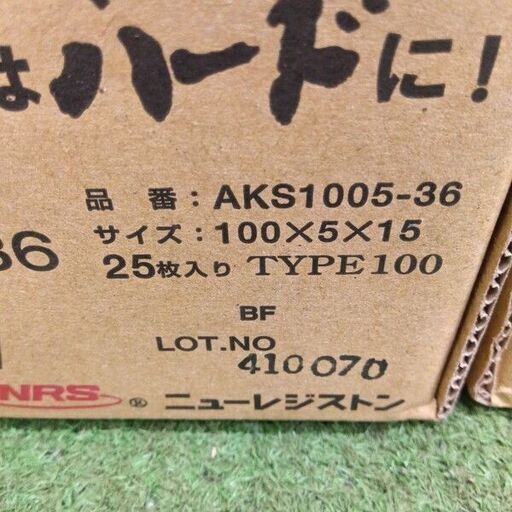 はハードに!
品番:AKS1005-36
36
サイズ:100×5×15
25枚入り TYPE100
BF
LOT.NO 410070
NRS ® ニューレジストン